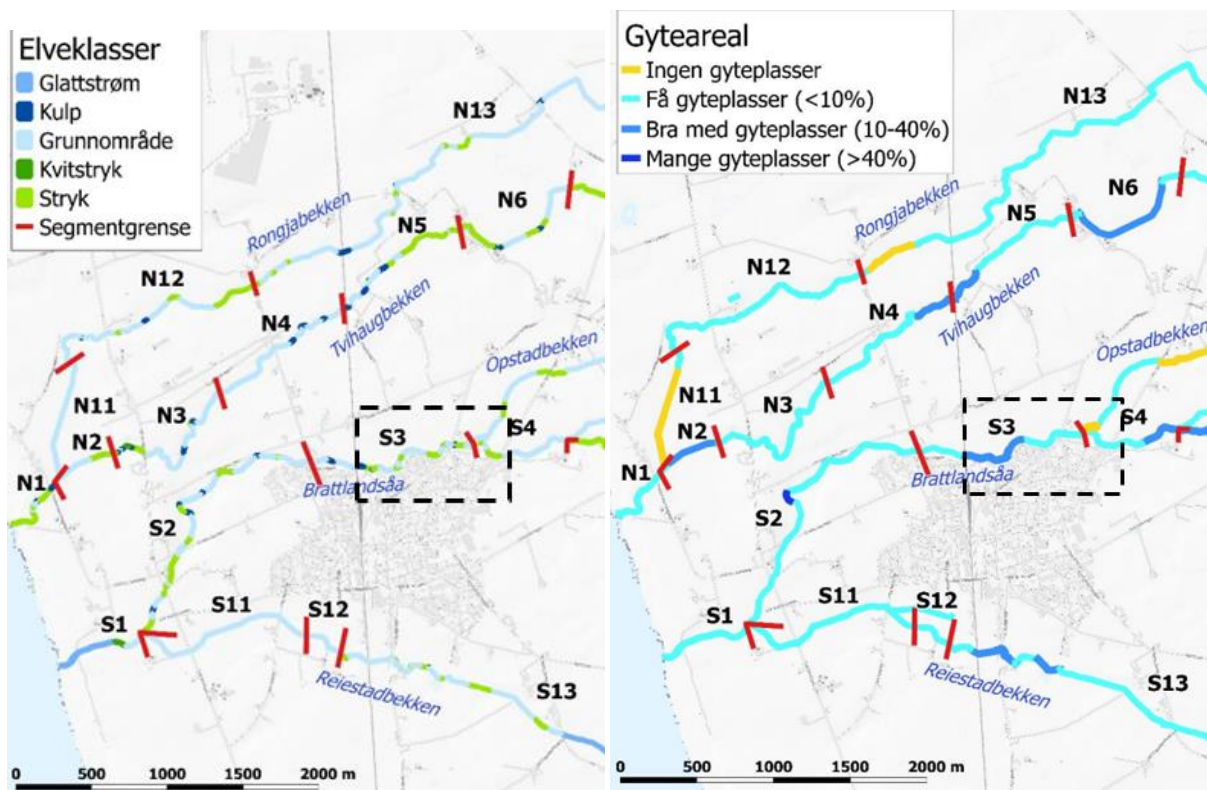 Elveklasser
Glattstrøm
Kulp
Grunnområde
Kvitstryk
Stryk
Segmentgrense
N13
N6
Rongjabekken
N5
N12
N4
Tvihaugbekken
Opstadbekken
N11
N3
N2
S3
S4
N1
Brattlandsåa
S2
S11
S12
S1
Reiestadbekken
S13
0 500 1000 1500 2000 m
Gyteareal
Ingen gyteplasser
Få gyteplasser (<10%)
Bra med gyteplasser (10-40%)
Mange gyteplasser (>40%)
N13
N6
Rongjabekken
N5
N12
N4
Tvihaugbekken
Opstadbekken
N11
N3
N2
S3
S4
N1
Brattlandsåa
S2
S11
S12
S1
Reiestadbekken
S13
0 500 1000 1500 2000 m